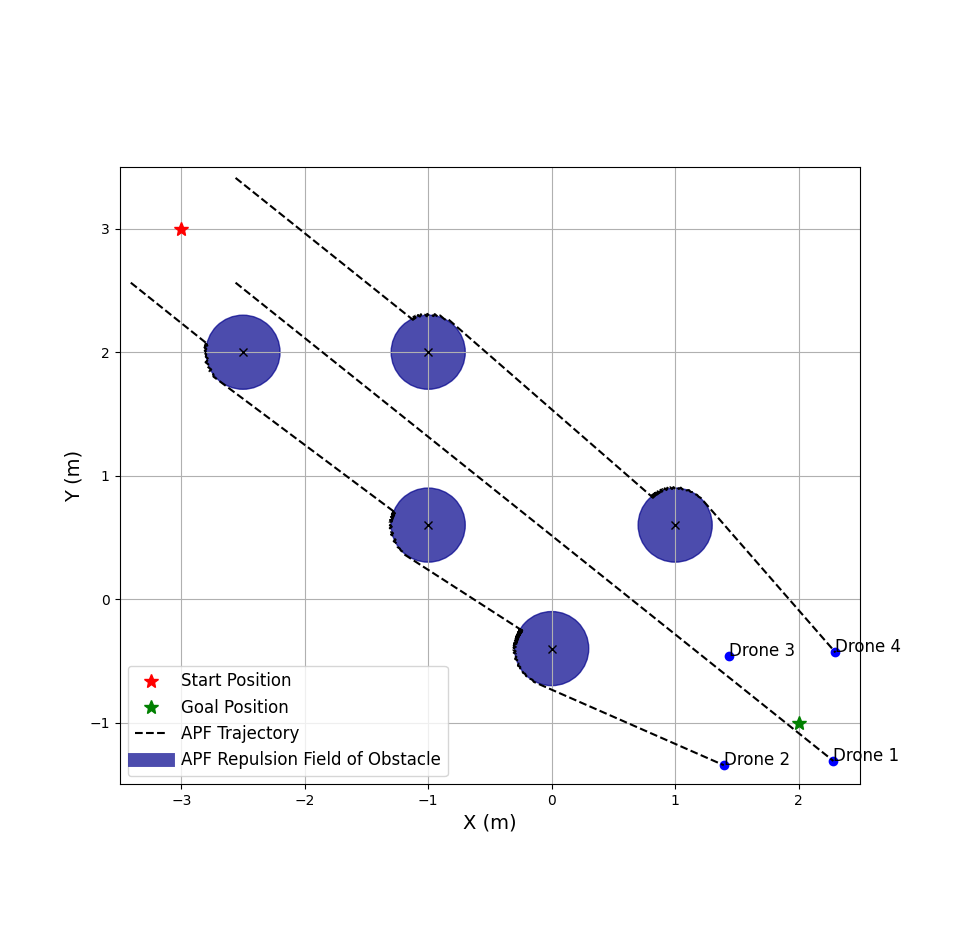 3
2
1
0
−1
−3
−2
−1
0
1
2
Y (m)
X (m)
Drone 3
Drone 4
Drone 2
Drone 1
Start Position
Goal Position
APF Trajectory
APF Repulsion Field of Obstacle